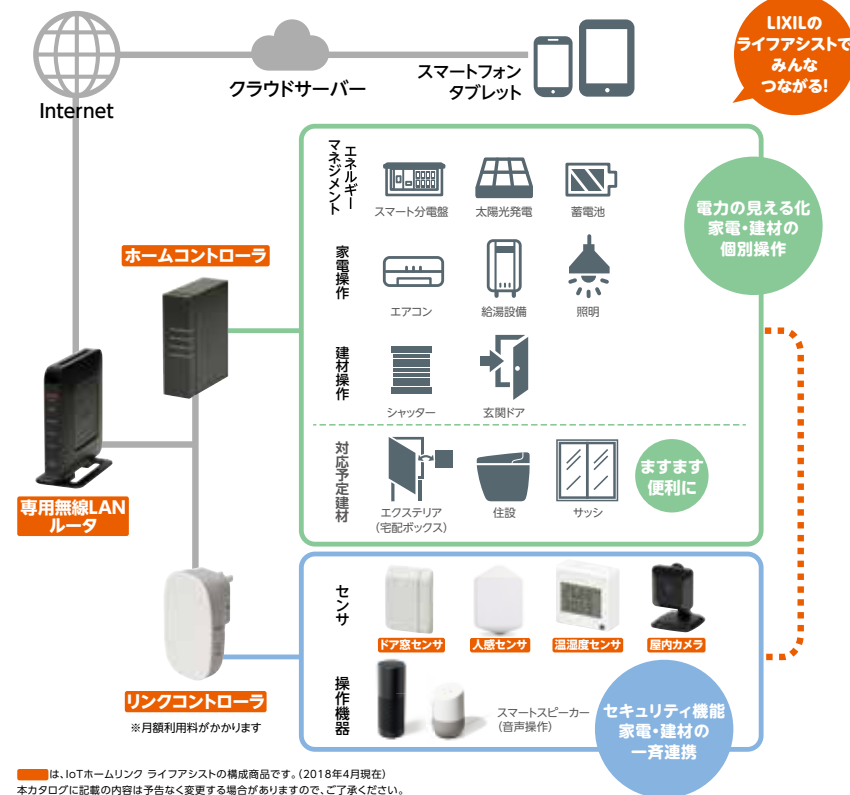 LIXILの
ライフアシストで
みんな
つながる!
Internet
クラウドサーバー
スマートフォン
タブレット
エネルギー
マネジメント
スマート分電盤
太陽光発電
蓄電池
電力の見える化
家電・建材の
個別操作
ホームコントローラ
家電操作
エアコン
給湯設備
照明
建材操作
シャッター
玄関ドア
専用無線LAN
ルータ
対応予定建材
エクステリア
(宅配ボックス)
住設
サッシ
ますます
便利に
センサ
ドア窓センサ
人感センサ
温湿度センサ
屋内カメラ
リンクコントローラ
※月額利用料がかかります
操作機器
スマートスピーカー
(音声操作)
セキュリティ機能
家電・建材の
一斉連携
は、IoTホームリンク ライフアシストの構成商品です。(2018年4月現在)
本カタログに記載の内容は予告なく変更する場合がありますので、ご了承ください。